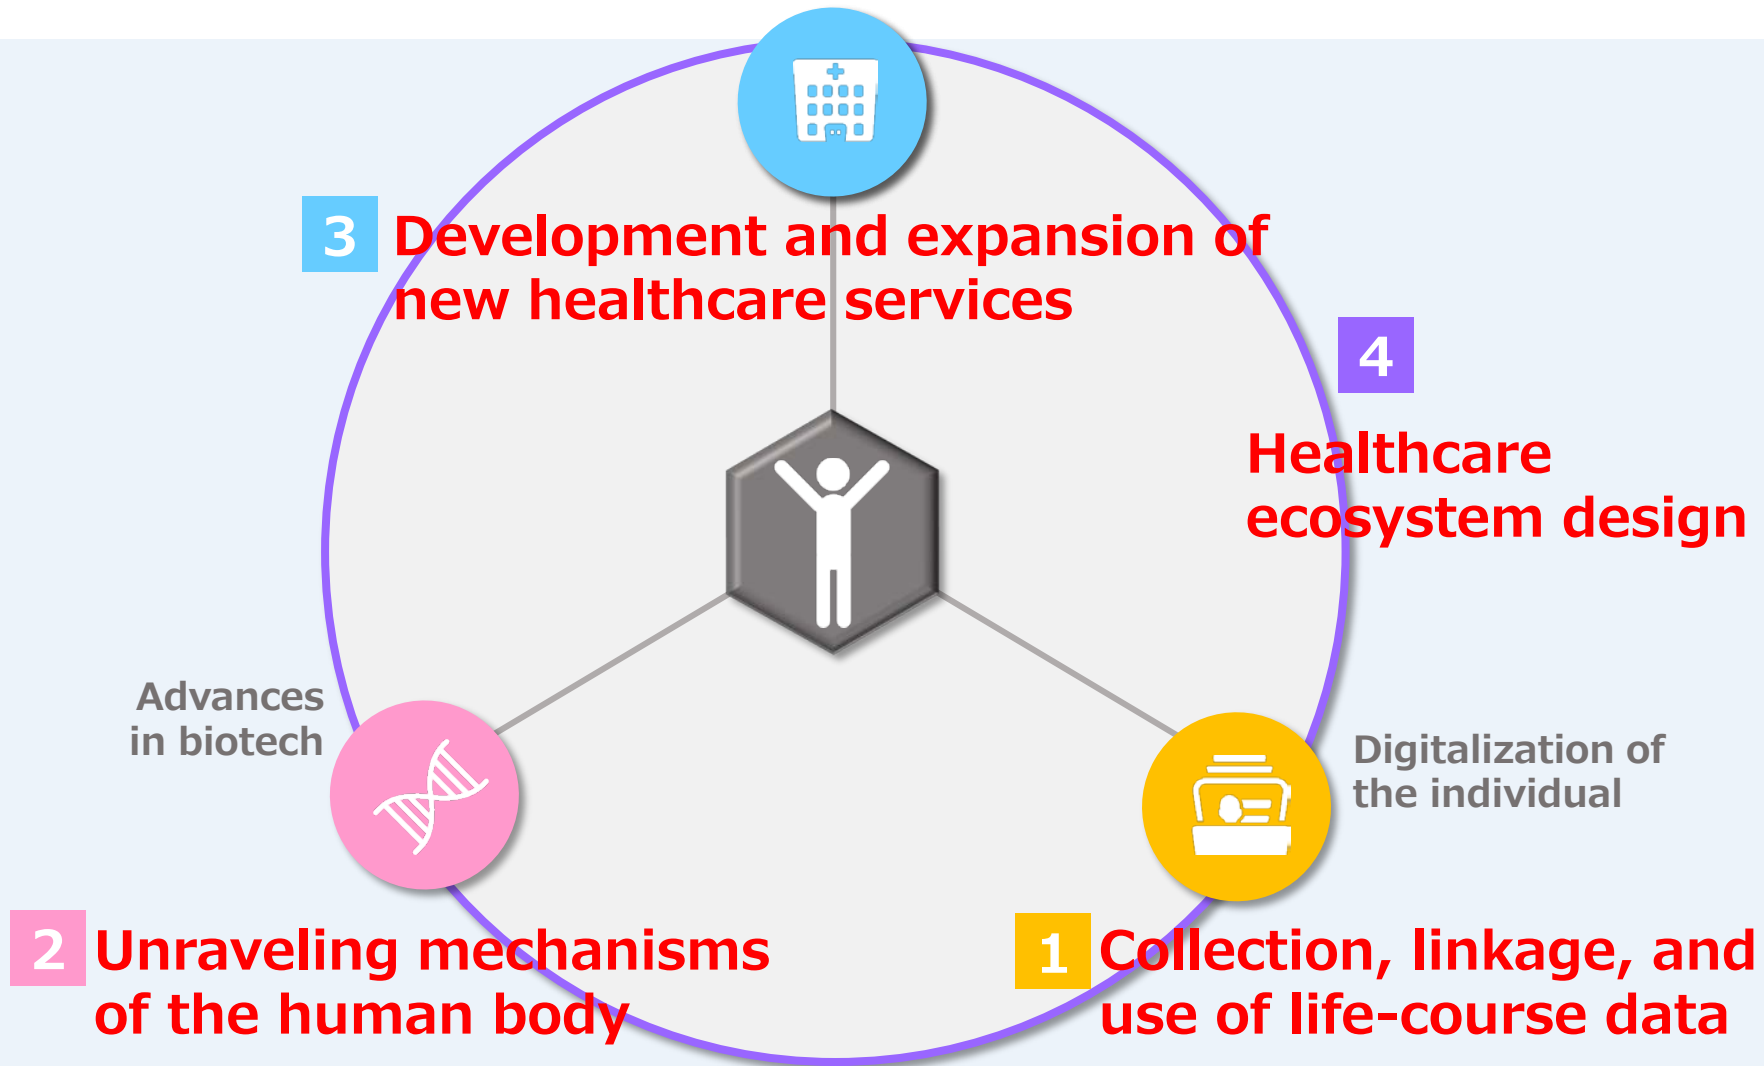 3
Development and expansion of
new healthcare services
4
Healthcare
ecosystem design
Advances
in biotech
Digitalization of
the individual
2
Unraveling mechanisms
of the human body
1
Collection, linkage, and
use of life-course data